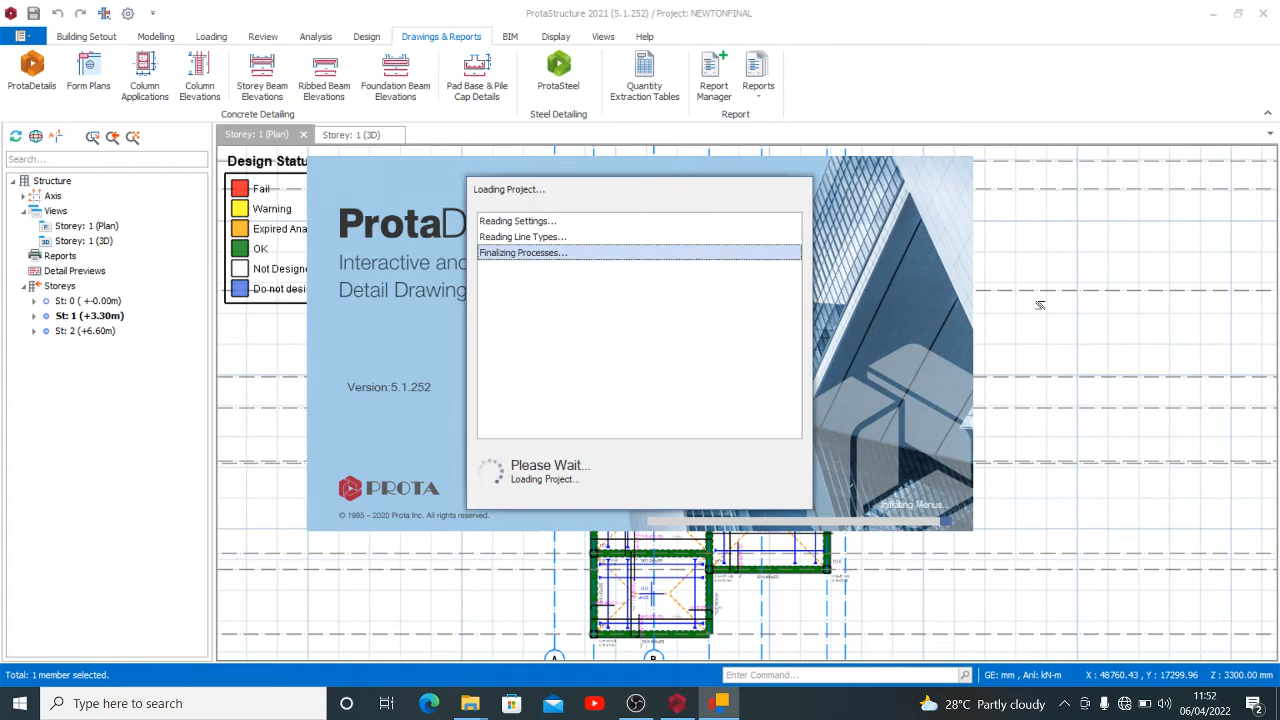 ProtaStructure 2021 (5.1.252) / Project: NEWTONFINAL
Building Setout
Modelling
Loading
Review
Analysis
Design
Drawings & Reports
BIM
Display
Views
Help
ProtaDetails
Form Plans
Column Applications
Column Elevations
Storey Beam Elevations
Ribbed Beam Elevations
Foundation Beam Elevations
Pad Base & Pile Cap Details
ProtaSteel
Quantity Extraction Tables
Report Manager
Reports
Concrete Detailing
Steel Detailing
Report
Storey: 1 (Plan)
Storey: 1 (3D)
Search...
Structure
Axis
Views
Storey: 1 (Plan)
3D Storey: 1 (3D)
Reports
Detail Previews
Storeys
St: 0 ( +-0.00m)
St: 1 (+3.30m)
St: 2 (+6.60m)
Design Statu
Fail
Warning
Expired Ana
OK
Not Designe
Do not desi
ProtaD
Interactive and
Detail Drawing
Version:5.1.252
PROTA
© 1985 – 2020 Prota Inc. All rights reserved.
Loading Project...
Reading Settings...
Reading Line Types...
Finalizing Processes...
Please Wait...
Loading Project...
Initiating Menus...
A
B
Total: 1 member selected.
Enter Command...
GE: mm , Anl: kN-m
X : 48760.43 , Y : 17299.96
Z : 3300.00 mm
Type here to search
28°C Partly cloudy
11:52
06/04/2022
2